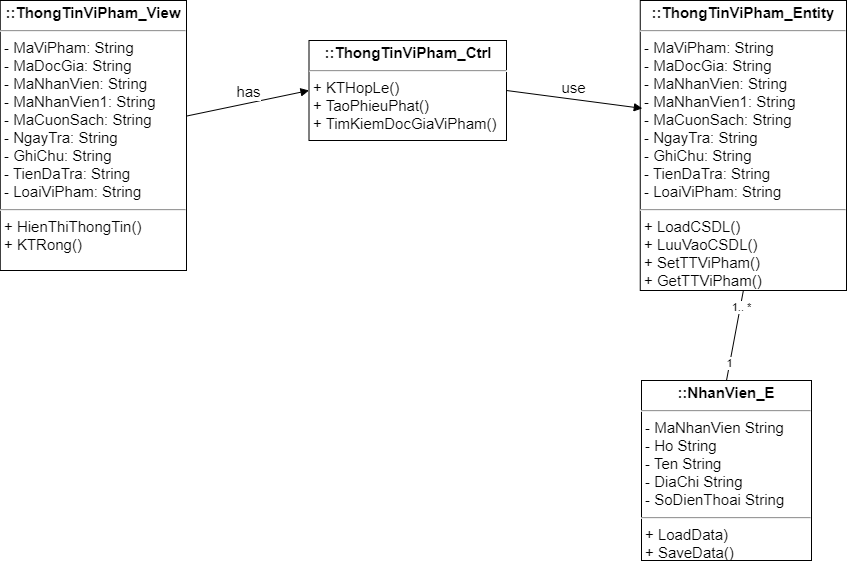 ::ThongTinViPham_View
- MaViPham: String
- MaDocGia: String
- MaNhanVien: String
- MaNhanVien1: String
- MaCuonSach: String
- NgayTra: String
- GhiChu: String
- TienDaTra: String
- LoaiViPham: String
+ HienThiThongTin()
+ KTRong()
has
::ThongTinViPham_Ctrl
+ KTHopLe()
+ TaoPhieuPhat()
+ TimKiemDocGiaViPham()
use
::ThongTinViPham_Entity
- MaViPham: String
- MaDocGia: String
- MaNhanVien: String
- MaNhanVien1: String
- MaCuonSach: String
- NgayTra: String
- GhiChu: String
- TienDaTra: String
- LoaiViPham: String
+ LoadCSDL()
+ LuuVaoCSDL()
+ SetTTViPham()
+ GetTTViPham()
1.. *
1
::NhanVien_E
- MaNhanVien String
- Ho String
- Ten String
- DiaChi String
- SoDienThoai String
+ LoadData)
+ SaveData()